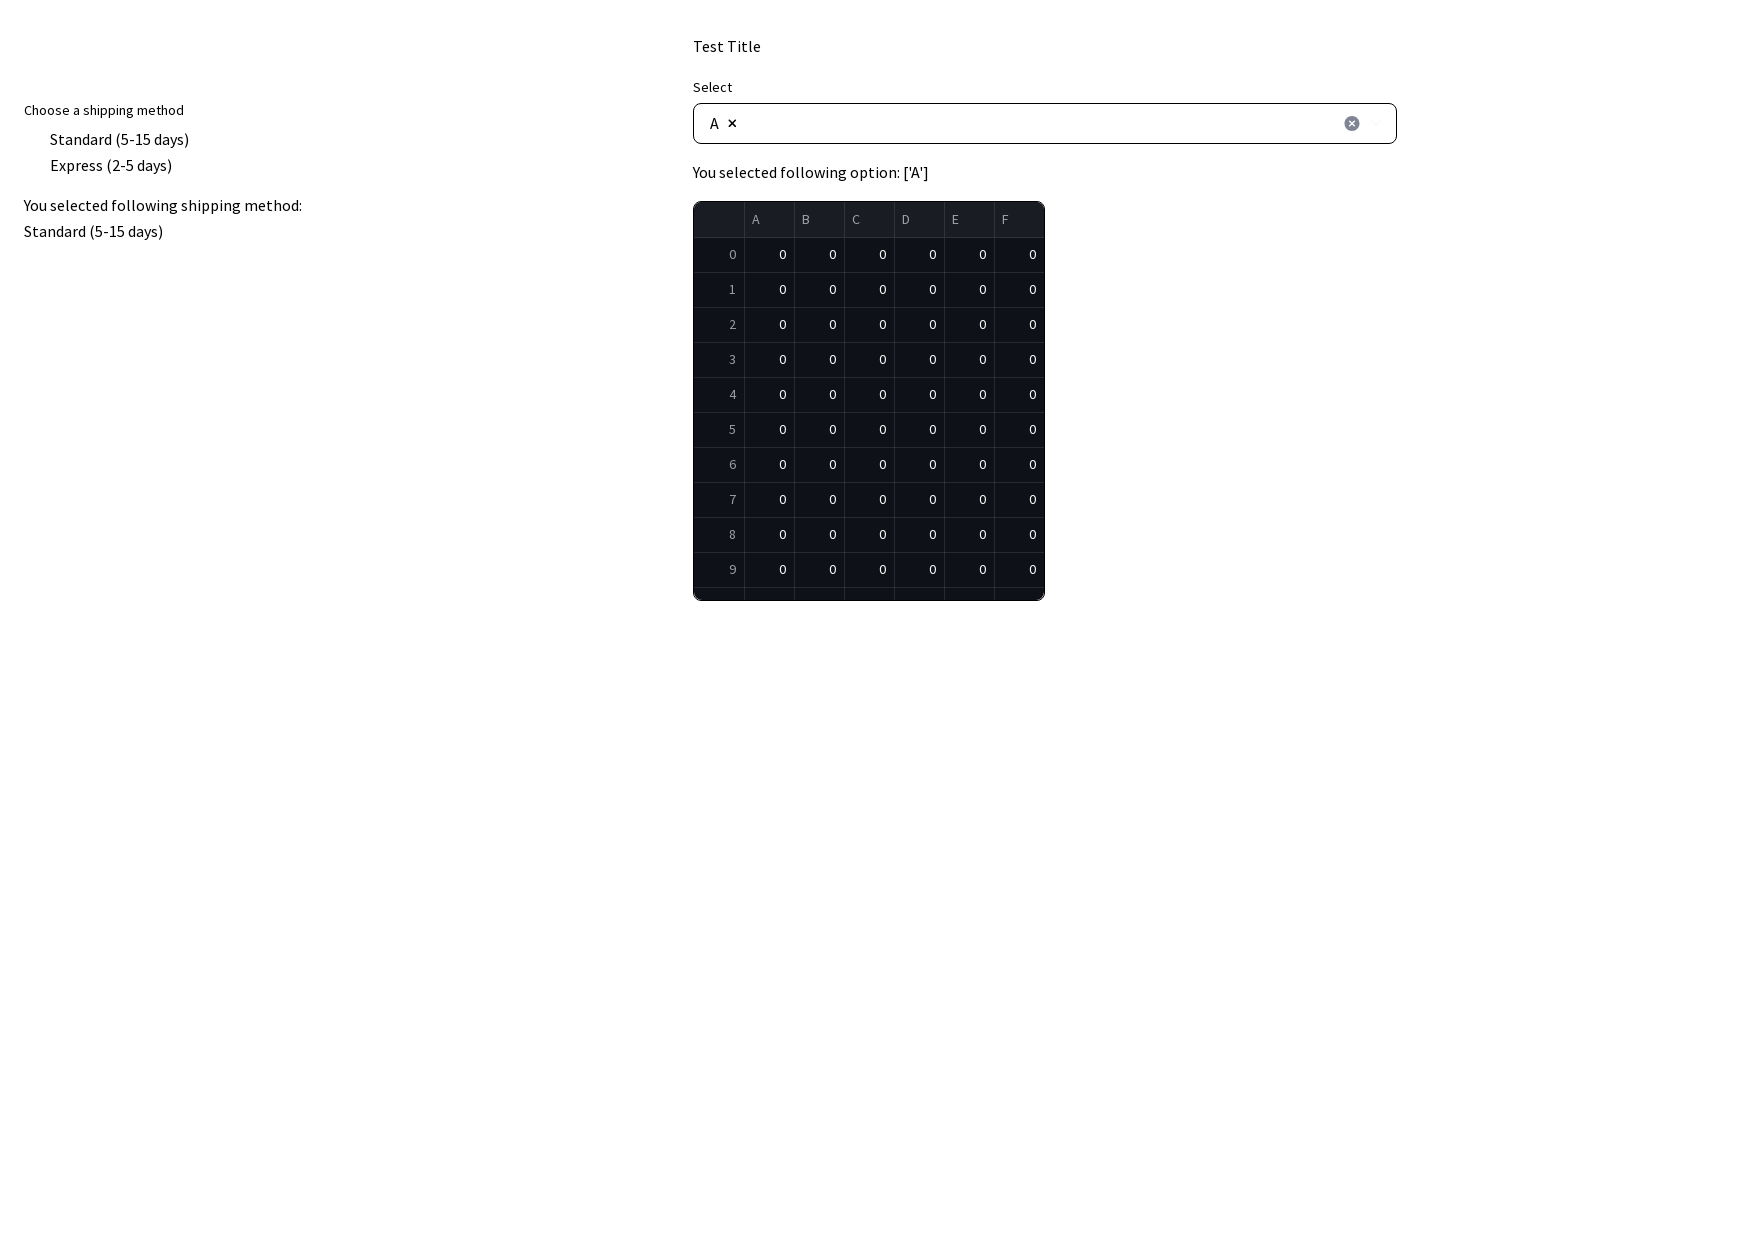 Choose a shipping method
Standard (5-15 days)
Express (2-5 days)
You selected following shipping method:
Standard (5-15 days)
Test Title
Select
A ×
You selected following option: ['A']
A B C D E F
0 0 0 0 0 0 0
1 0 0 0 0 0 0
2 0 0 0 0 0 0
3 0 0 0 0 0 0
4 0 0 0 0 0 0
5 0 0 0 0 0 0
6 0 0 0 0 0 0
7 0 0 0 0 0 0
8 0 0 0 0 0 0
9 0 0 0 0 0 0